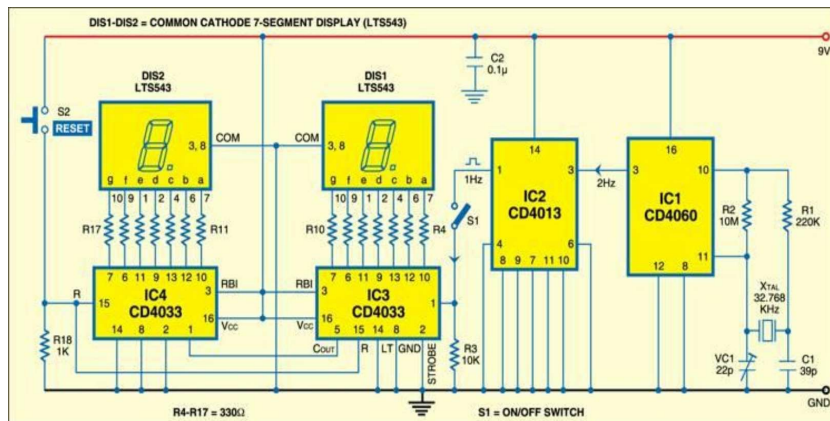 DIS1-DIS2 = COMMON CATHODE 7-SEGMENT DISPLAY (LTS543)
9V
C2
0.1µ
DIS2
LTS543
DIS1
LTS543
S2
RESET
COM
3, 8
COM
3, 8
g f e d c b a
10 9 1 2 4 6 7
g f e d c b a
10 9 1 2 4 6 7
R17
R11
R10
R4
1Hz
S1
14
1
3
IC2
CD4013
4
6
8 9 7 11 10
2Hz
16
3
10
IC1
CD4060
11
12 8
R2
10M
R1
220K
XTAL
32.768
KHz
VC1
22p
C1
39p
7 6 11 9 13 12 10
IC4
CD4033
R
15
3
RBI
16
VCC
14 8 2 1
R18
1K
7 6 11 9 13 12 10
IC3
CD4033
RBI
3
VCC
16
1
5 15 14 8 2
COUT
R
LT
GND
STROBE
R3
10K
GND
R4-R17 = 330Ω
S1 = ON/OFF SWITCH